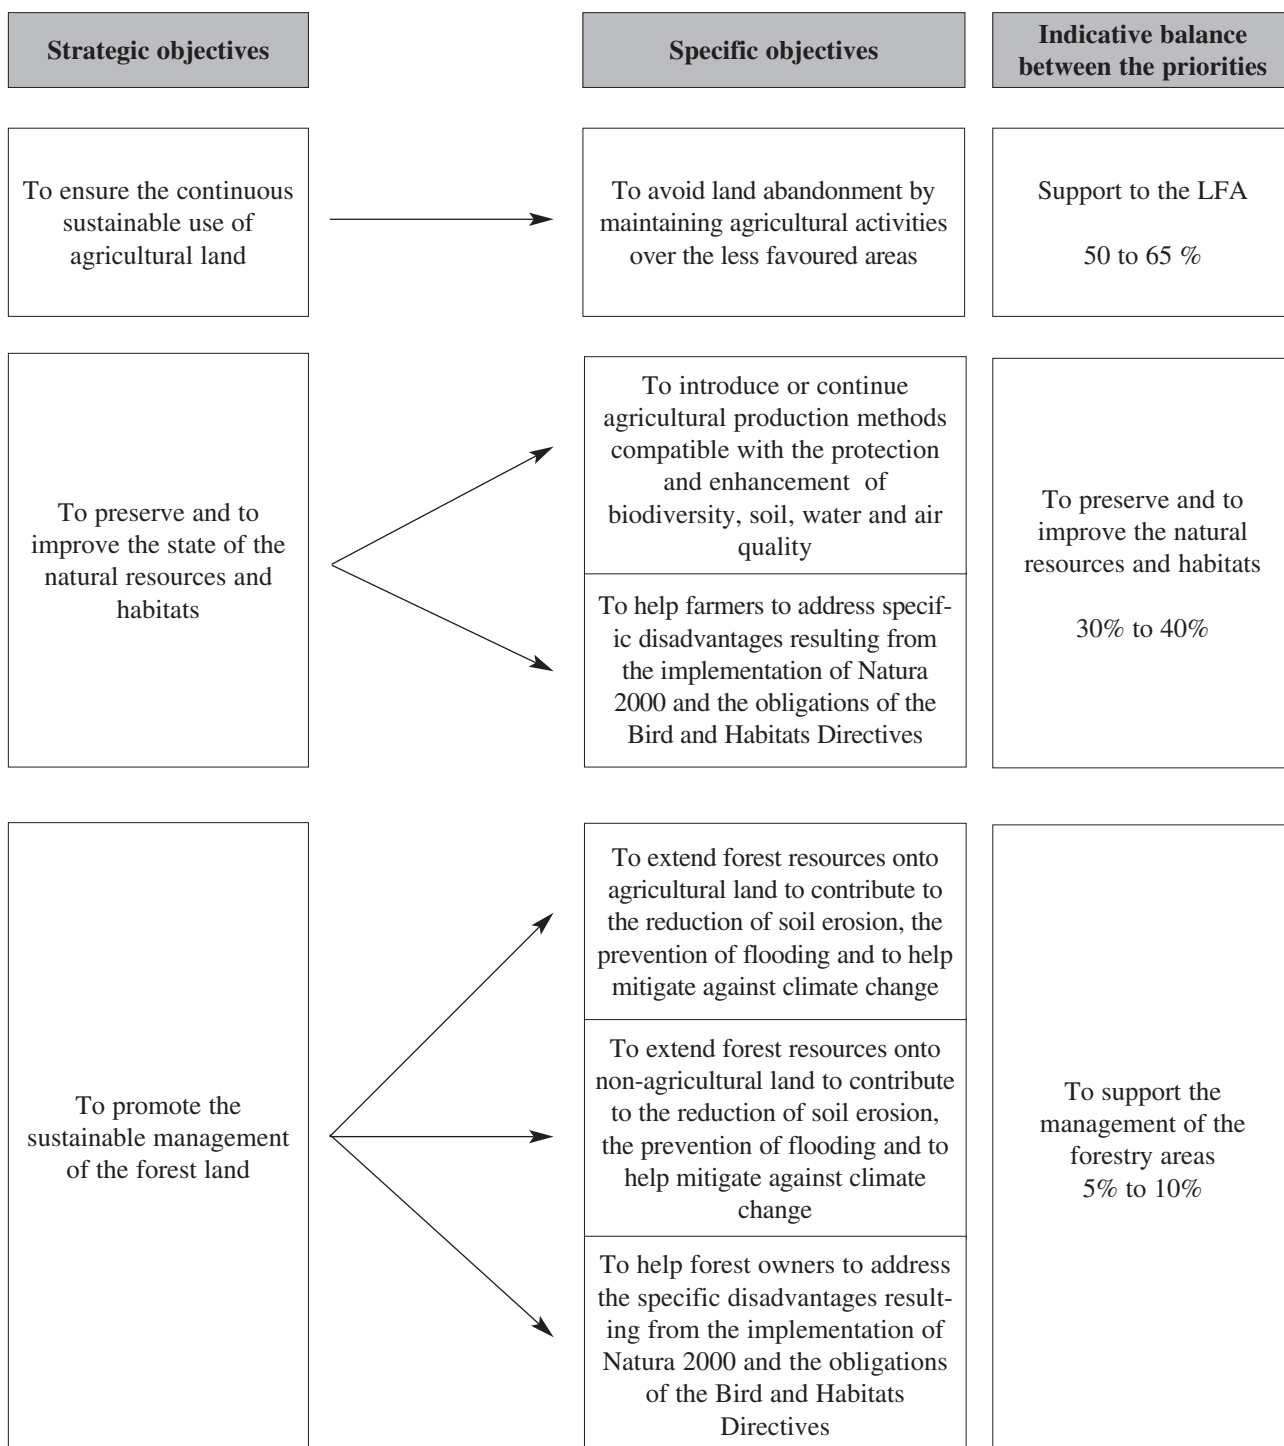 Strategic objectives
Specific objectives
Indicative balance
between the priorities
To ensure the continuous
sustainable use of
agricultural land
To avoid land abandonment by
maintaining agricultural activities
over the less favoured areas
Support to the LFA
50 to 65 %
To preserve and to
improve the state of the
natural resources and
habitats
To introduce or continue
agricultural production methods
compatible with the protection
and enhancement of
biodiversity, soil, water and air
quality
To help farmers to address specif-
ic disadvantages resulting from
the implementation of Natura
2000 and the obligations of the
Bird and Habitats Directives
To preserve and to
improve the natural
resources and habitats
30% to 40%
To promote the
sustainable management
of the forest land
To extend forest resources onto
agricultural land to contribute to
the reduction of soil erosion, the
prevention of flooding and to help
mitigate against climate change
To extend forest resources onto
non-agricultural land to contribute
to the reduction of soil erosion,
the prevention of flooding and to
help mitigate against climate
change
To help forest owners to address
the specific disadvantages result-
ing from the implementation of
Natura 2000 and the obligations
of the Bird and Habitats
Directives
To support the
management of the
forestry areas
5% to 10%